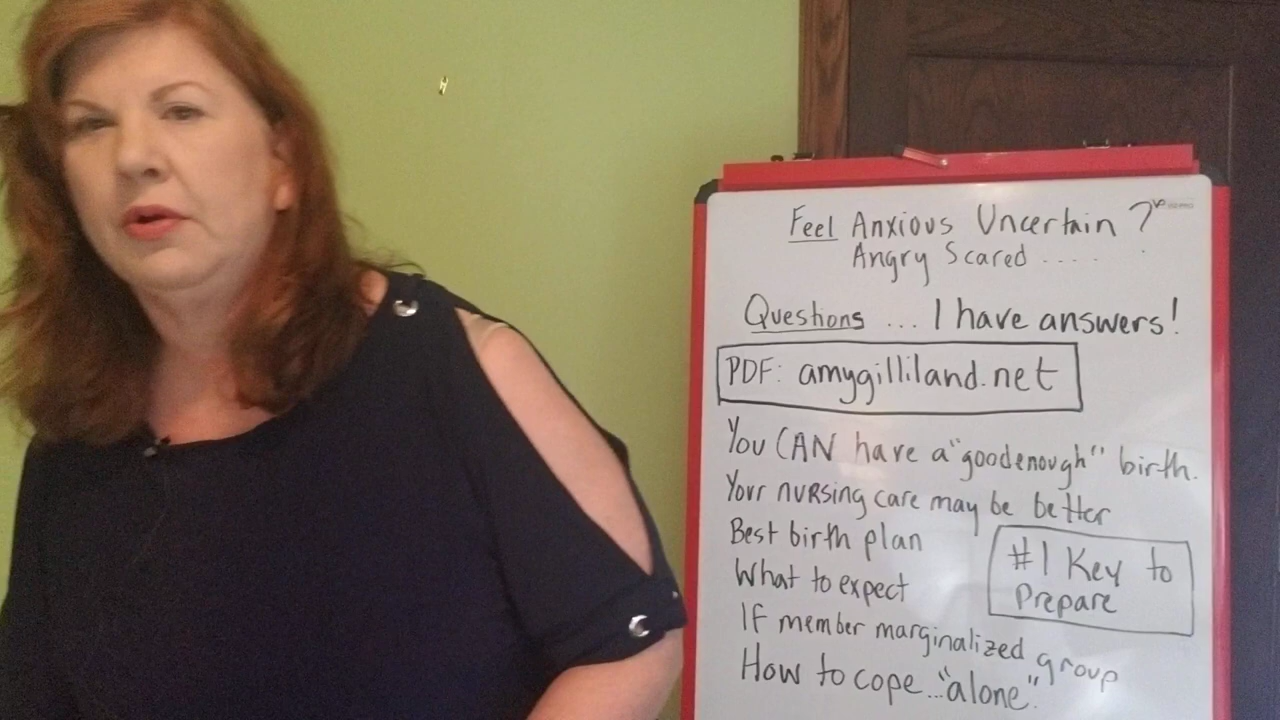 Feel Anxious Uncertain ?
Angry Scared ....
Questions ... I have answers!
PDF: amygilliland.net
You CAN have a "goodenough" birth.
Your nursing care may be better
Best birth plan
What to expect
#1 Key to
Prepare
If member marginalized group
How to cope..."alone".